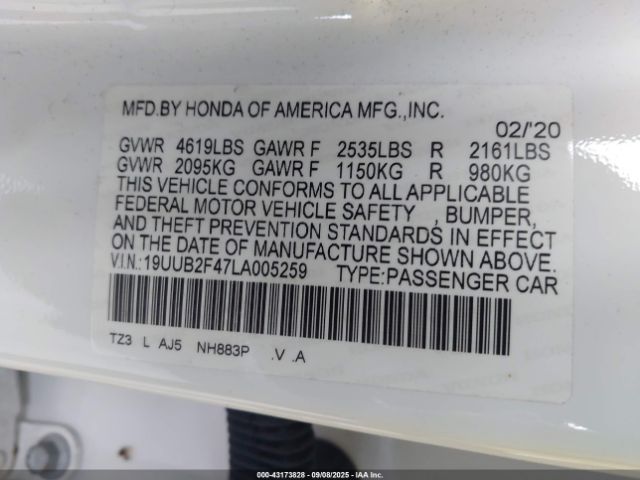 MFD.BY HONDA OF AMERICA MFG.,INC.
02/'20
GVWR 4619LBS GAWR F 2535LBS R 2161LBS
GVWR 2095KG GAWR F 1150KG R 980KG
THIS VEHICLE CONFORMS TO ALL APPLICABLE
FEDERAL MOTOR VEHICLE SAFETY , BUMPER,
AND THEFT PREVENTION STANDARDS IN EFFECT
ON THE DATE OF MANUFACTURE SHOWN ABOVE.
VIN:19UUB2F47LA005259 TYPE:PASSENGER CAR
TZ3 L AJ5 NH883P .V .A
(00-43173828 - 09/08/2025 - IAA Inc.)